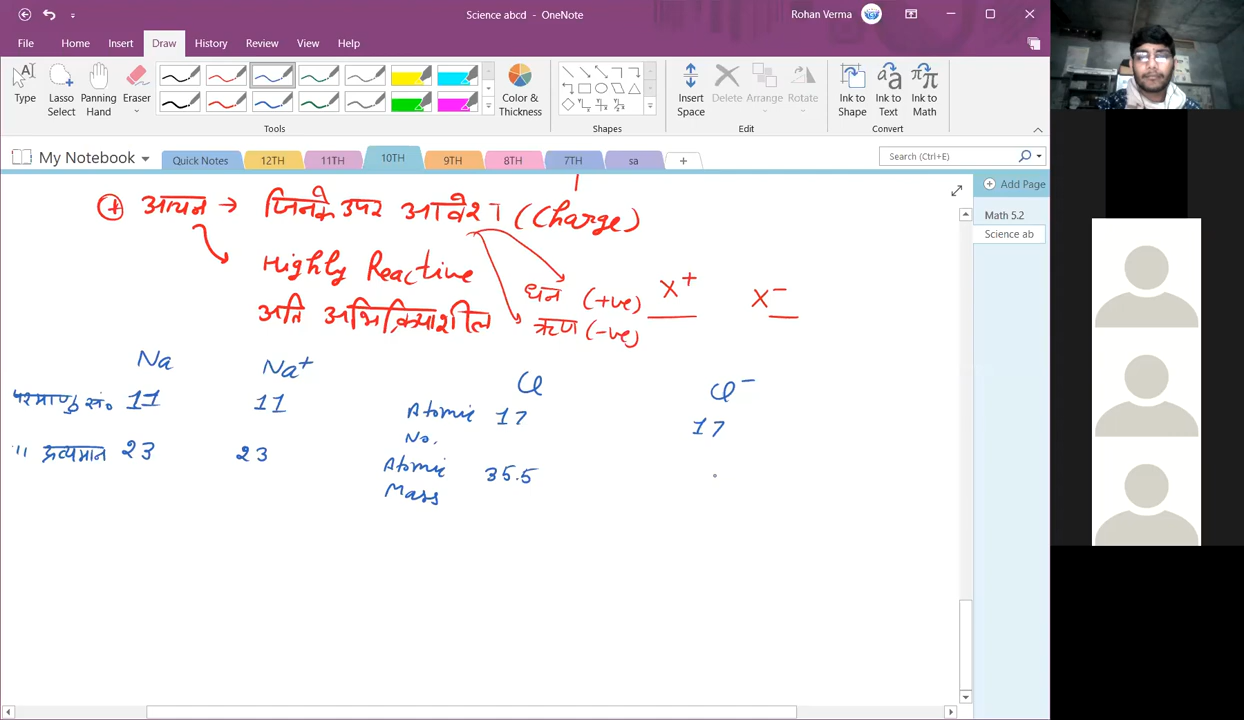 Science abcd - OneNote
Rohan Verma
File Home Insert Draw History Review View Help
Type
Lasso Select
Panning Hand
Eraser
Color & Thickness
Insert Space
Delete
Arrange
Rotate
Ink to Shape
Ink to Text
Ink to Math
Tools
Shapes
Edit
Convert
My Notebook
Quick Notes 12TH 11TH 10TH 9TH 8TH 7TH sa
Search (Ctrl+E)
Add Page
Math 5.2
Science ab
→ जिनके उपर आवेश (Charge)
Highly Reactive
अति अभिक्रियाशील
धन (+ve) X+ X-
ऋण (-ve)
Na Na+ Cl Cl-
परमाणु सं० 11 11 Atomic No. 17 17
" द्रव्यमान 23 23 Atomic Mass 35.5